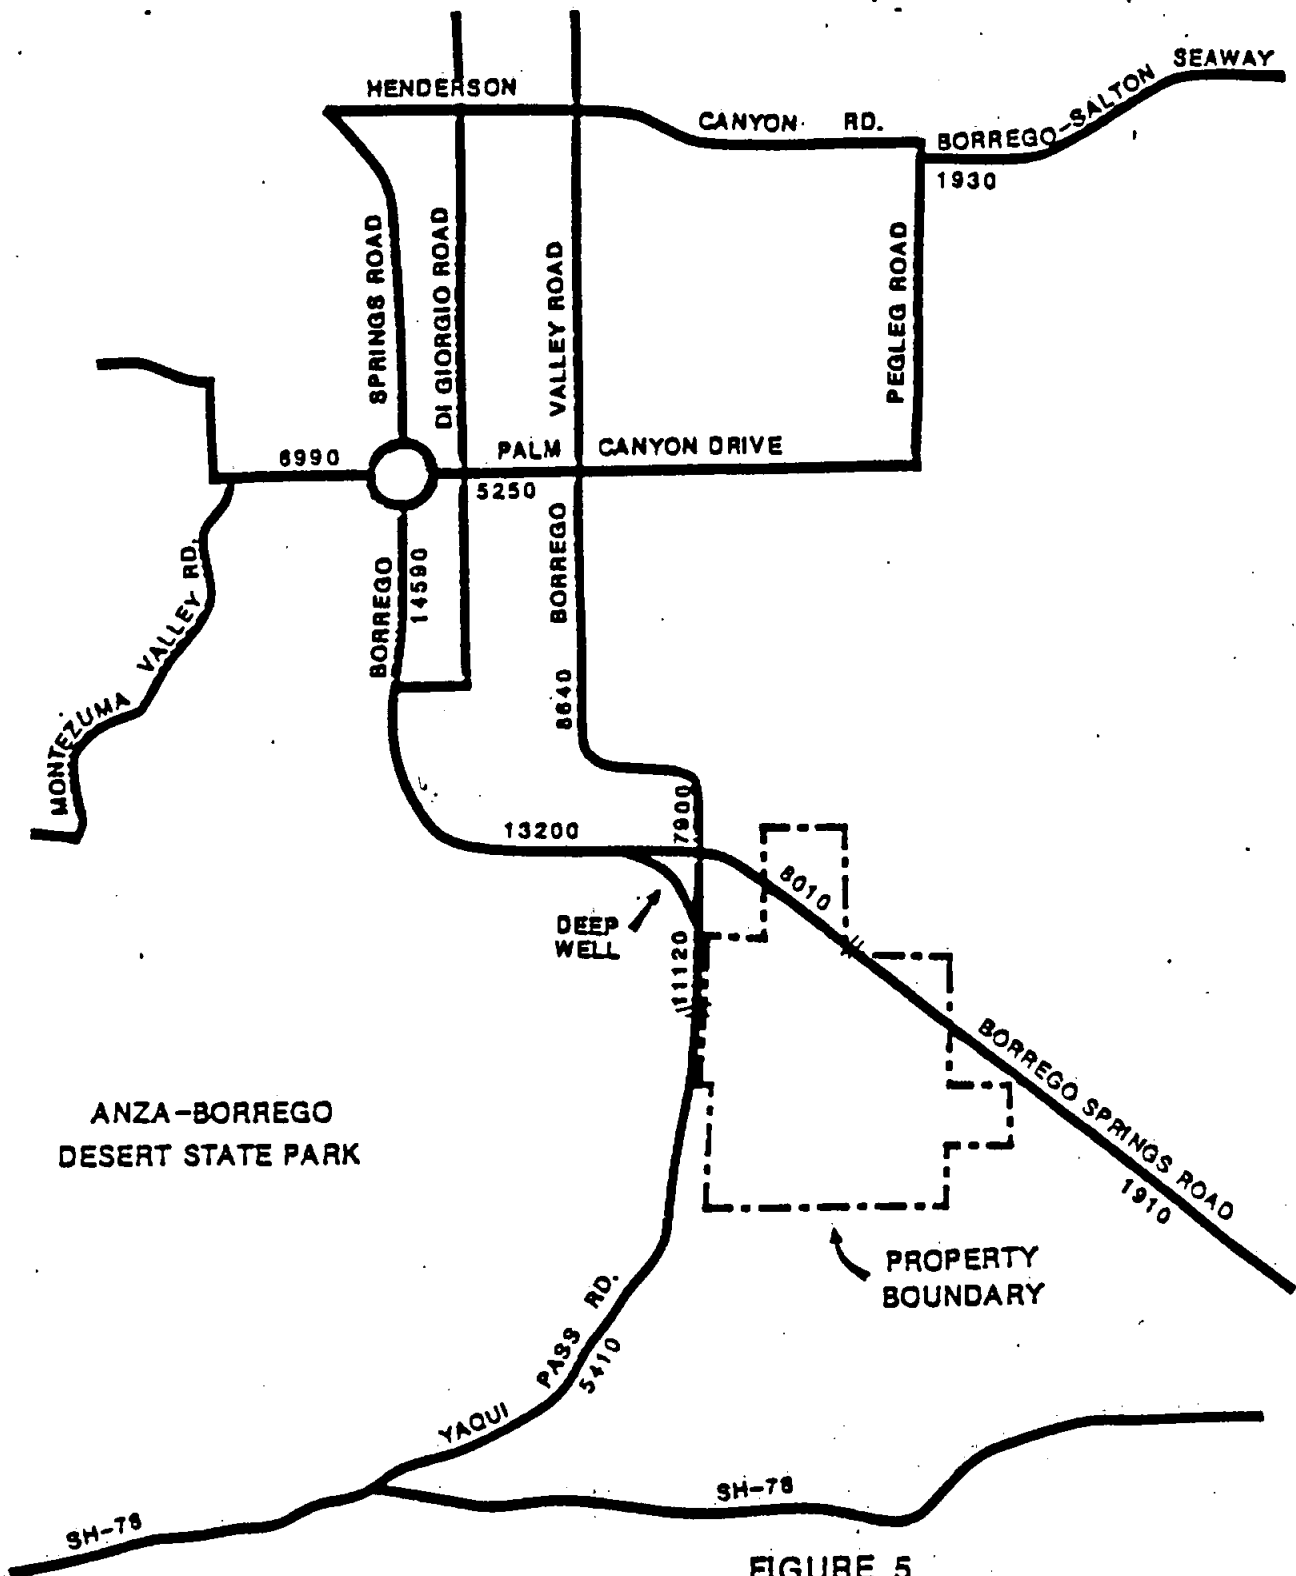 SEAWAY
HENDERSON
CANYON RD.
BORREGO-SALTON
1930
SPRINGS ROAD
DI GIORGIO ROAD
VALLEY ROAD
PEGLEG ROAD
6990
PALM CANYON DRIVE
5250
BORREGO
14590
BORREGO
VALLEY RD.
MONTEZUMA
8640
7900
13200
8010
DEEP
WELL
11120
BORREGO SPRINGS ROAD
1910
ANZA-BORREGO
DESERT STATE PARK
PROPERTY
BOUNDARY
YAQUI PASS RD.
5410
SH-78
SH-78
FIGURE 5